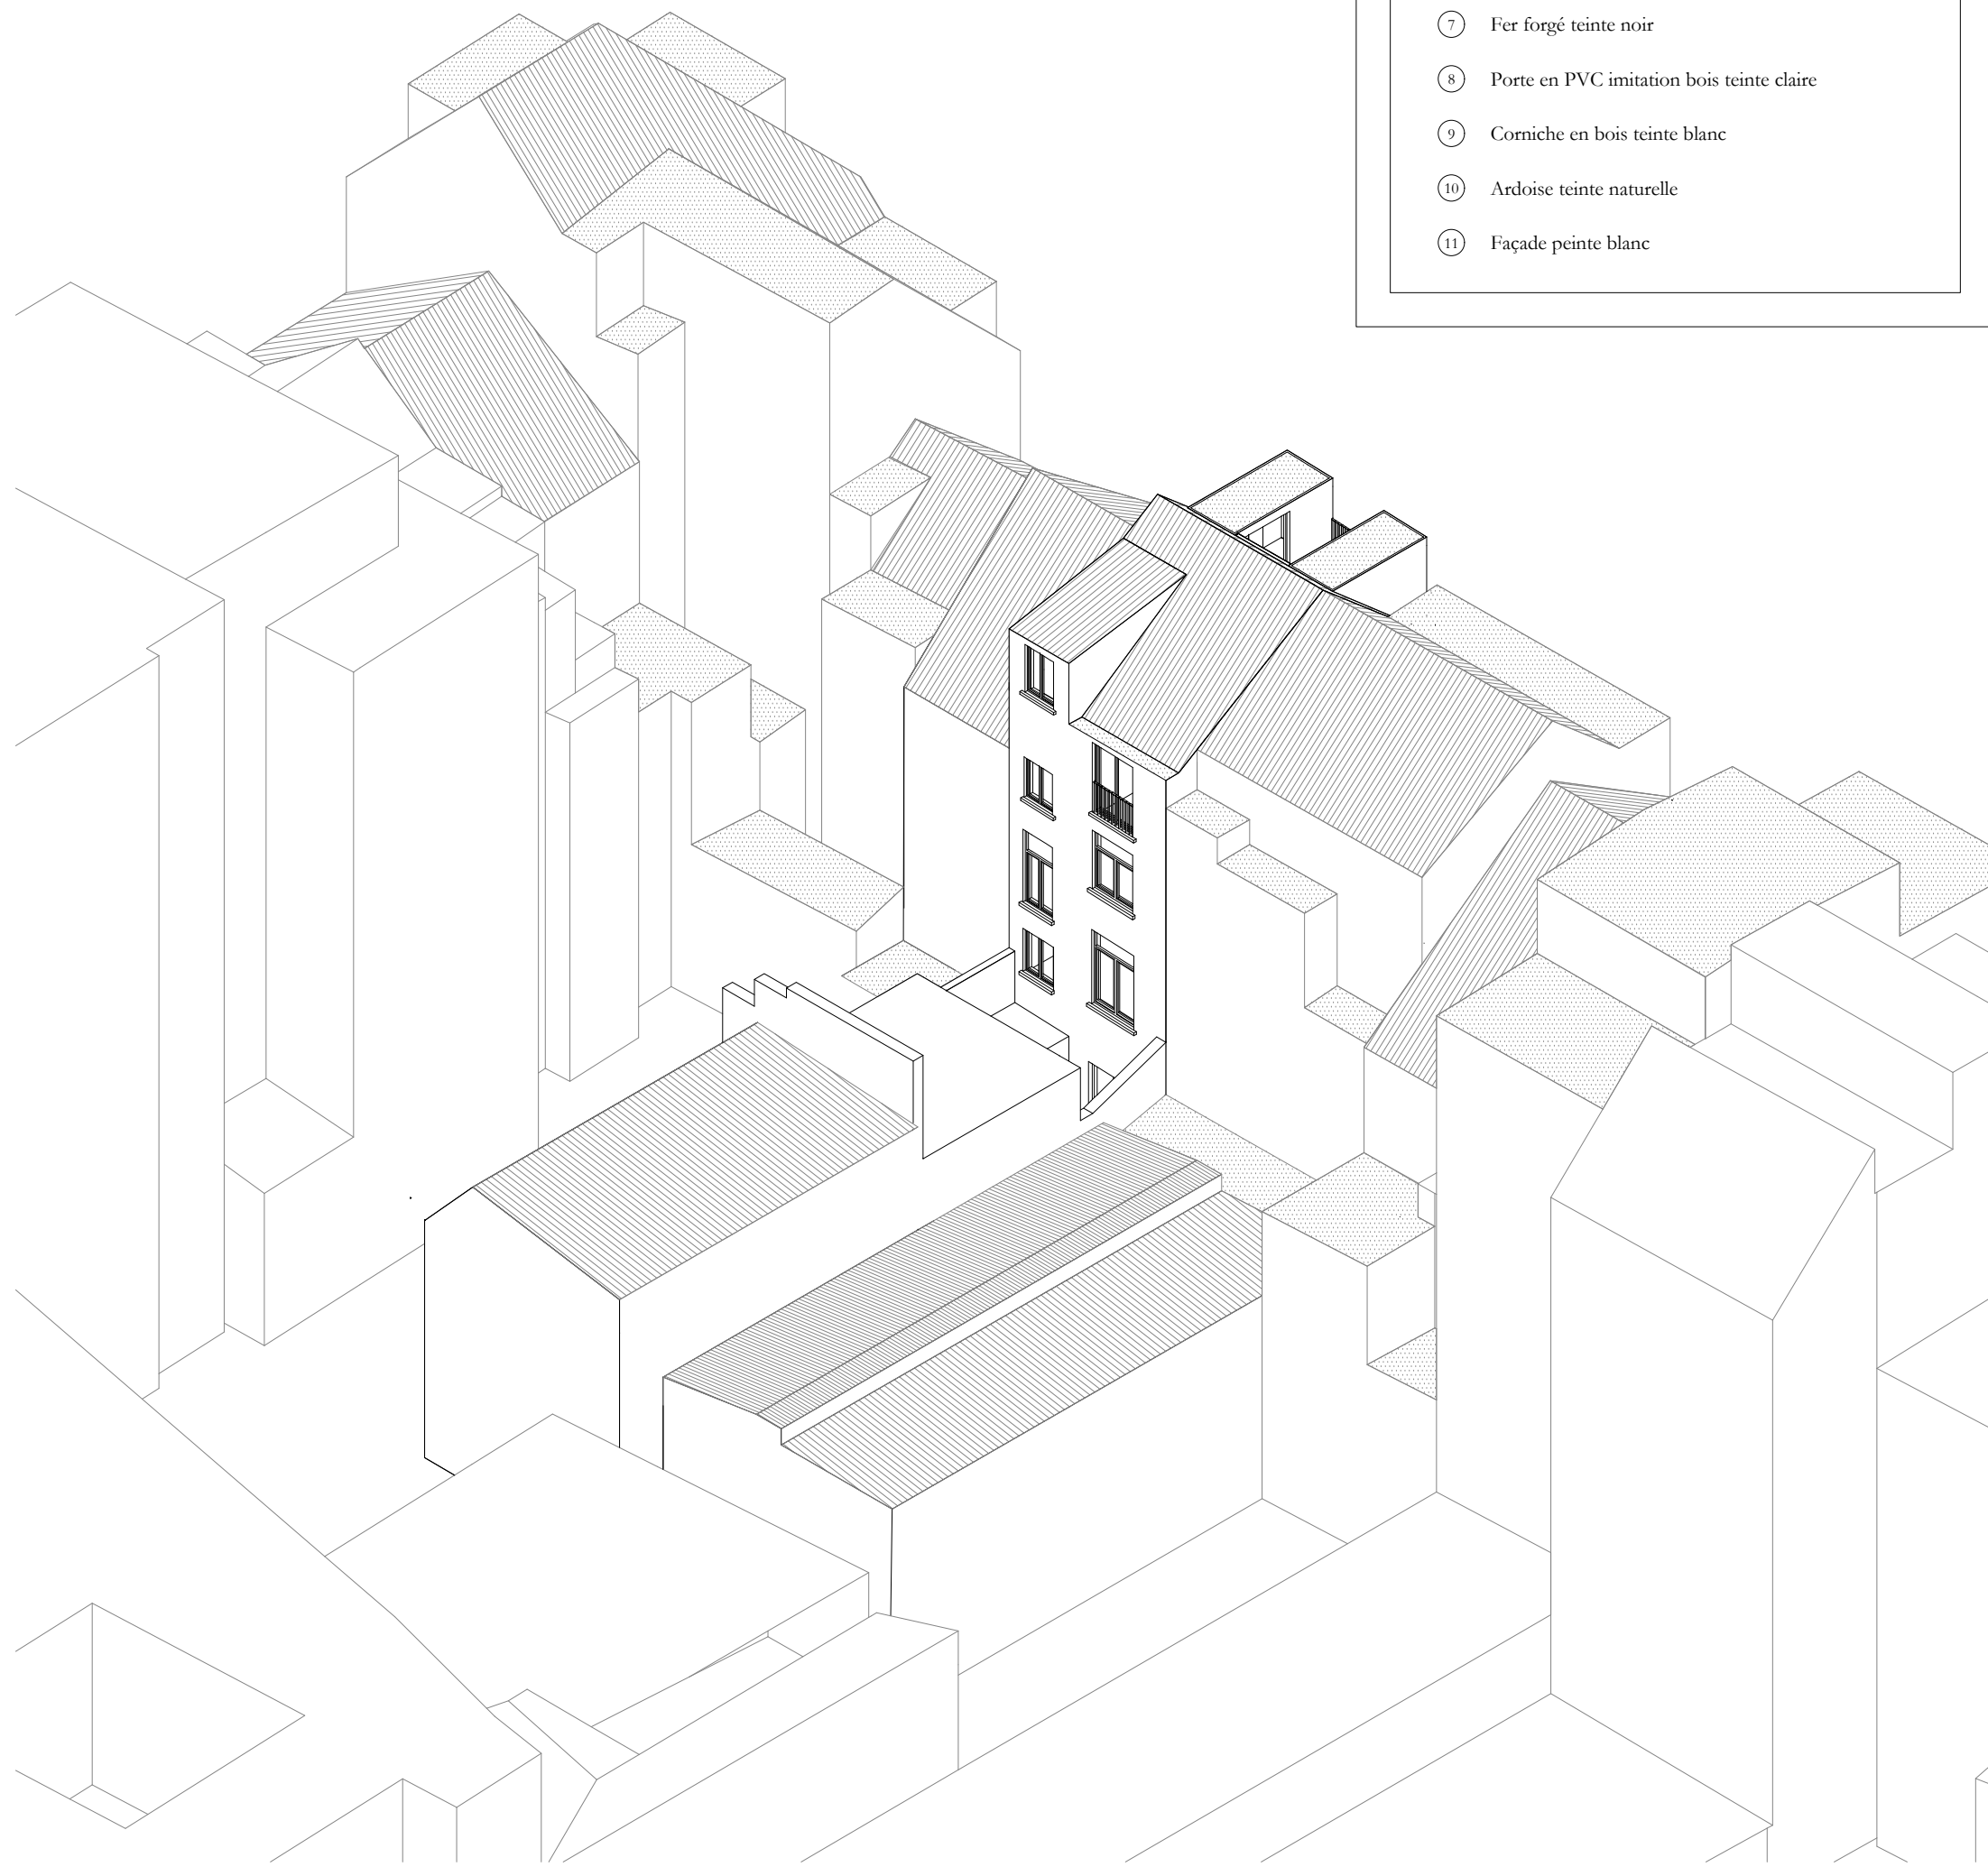 7 Fer forgé teinte noir
8 Porte en PVC imitation bois teinte claire
9 Corniche en bois teinte blanc
10 Ardoise teinte naturelle
11 Façade peinte blanc